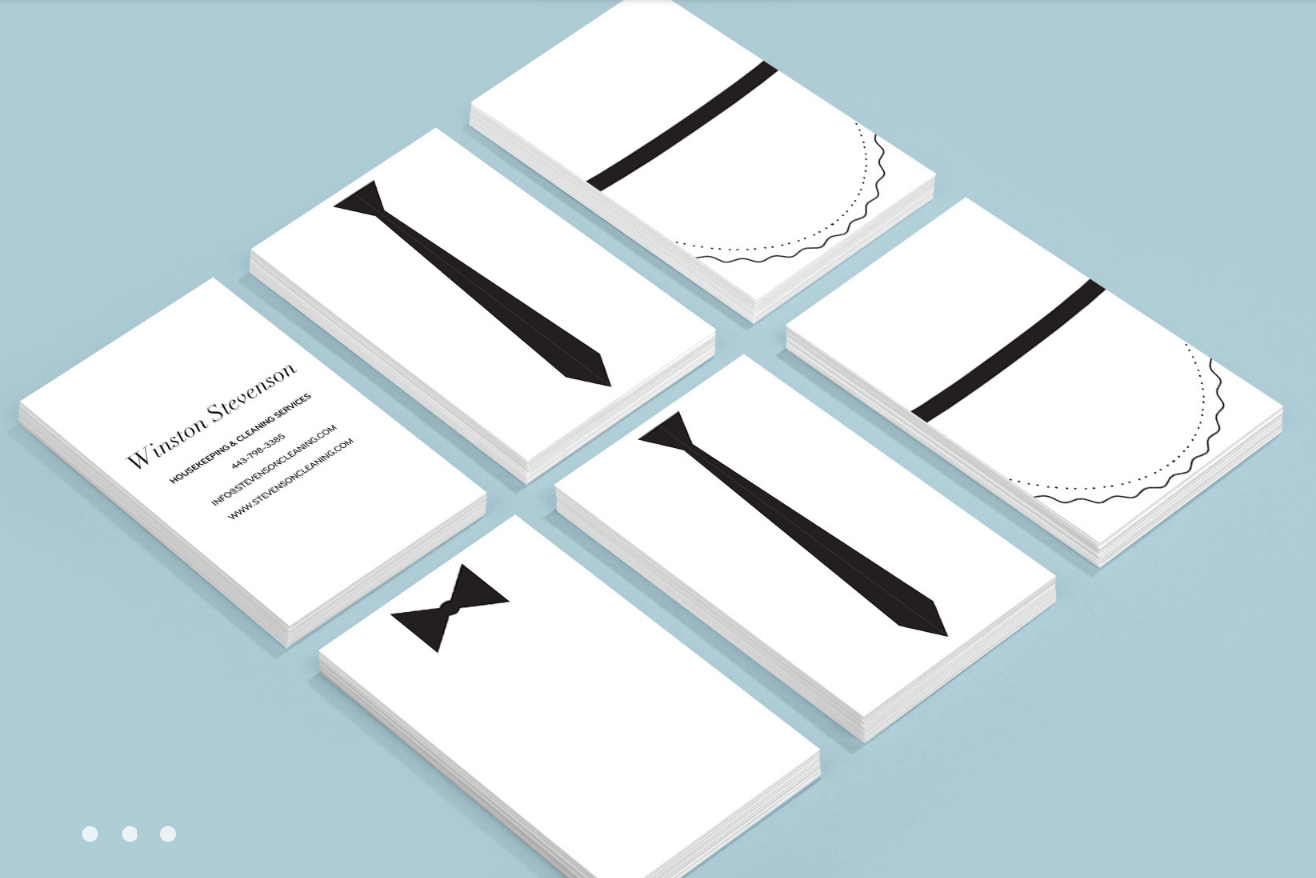 Winston Stevenson
HOUSEKEEPING & CLEANING SERVICES
443-798-3385
INFO@STEVENSONCLEANING.COM
WWW.STEVENSONCLEANING.COM